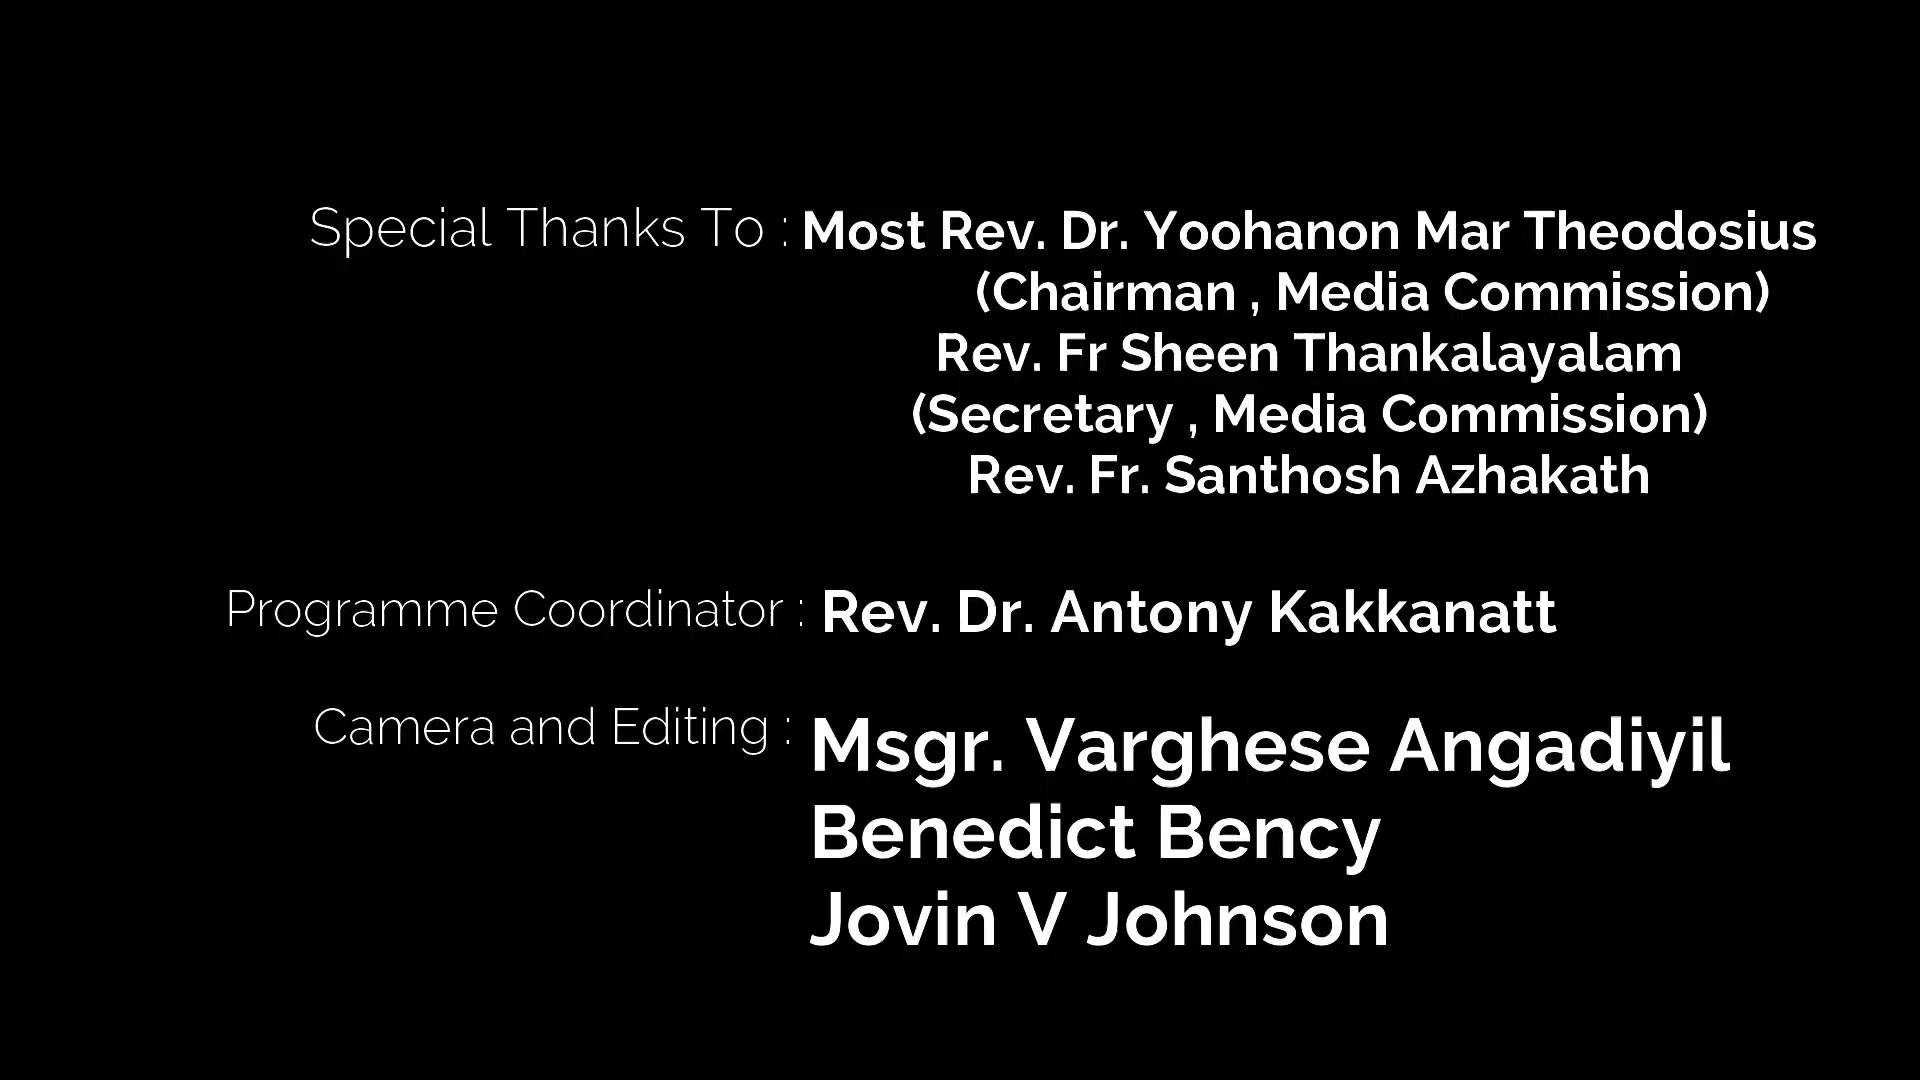 Special Thanks To : Most Rev. Dr. Yoohanon Mar Theodosius
(Chairman , Media Commission)
Rev. Fr Sheen Thankalayalam
(Secretary , Media Commission)
Rev. Fr. Santhosh Azhakath
Programme Coordinator : Rev. Dr. Antony Kakkanatt
Camera and Editing : Msgr. Varghese Angadiyil
Benedict Bency
Jovin V Johnson